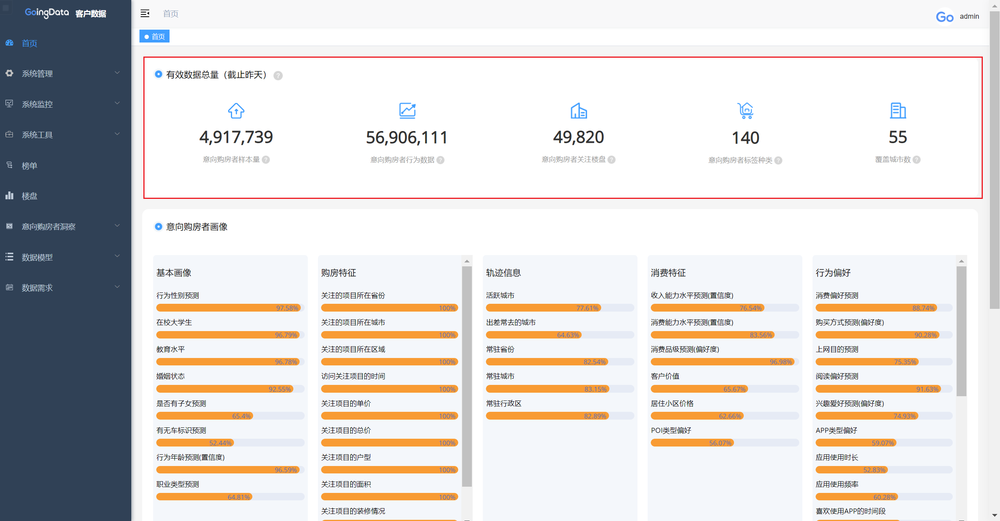 GoingData 客户数据
首页
系统管理
系统监控
系统工具
榜单
楼盘
意向购房者洞察
数据模型
数据需求
首页
Go admin
首页
有效数据总量（截止昨天） ?
4,917,739
意向购房者样本量 ?
56,906,111
意向购房者行为数据 ?
49,820
意向购房者关注楼盘 ?
140
意向购房者标签种类 ?
55
覆盖城市数 ?
意向购房者画像
基本画像
行为性别预测
97.58%
在校大学生
96.79%
教育水平
96.78%
婚姻状态
92.55%
是否有子女预测
65.4%
有无车标识预测
52.44%
行为年龄预测(置信度)
96.59%
职业类型预测
64.81%
购房特征
关注的项目所在省份
100%
关注的项目所在城市
100%
关注的项目所在区域
100%
访问关注项目的时间
100%
关注项目的单价
100%
关注项目的总价
100%
关注项目的户型
100%
关注项目的面积
100%
关注项目的装修情况
轨迹信息
活跃城市
77.61%
出差常去的城市
64.63%
常驻省份
82.54%
常驻城市
83.15%
常驻行政区
82.89%
消费特征
收入能力水平预测(置信度)
76.54%
消费能力水平预测(置信度)
83.56%
消费品级预测(偏好度)
96.98%
客户价值
65.67%
居住小区价格
62.66%
POI类型偏好
56.07%
行为偏好
消费偏好预测
88.74%
购买方式预测(偏好度)
90.28%
上网目的预测
75.35%
阅读偏好预测
91.63%
兴趣爱好预测(偏好度)
74.93%
APP类型偏好
59.07%
应用使用时长
52.83%
应用使用频率
60.28%
喜欢使用APP的时间段